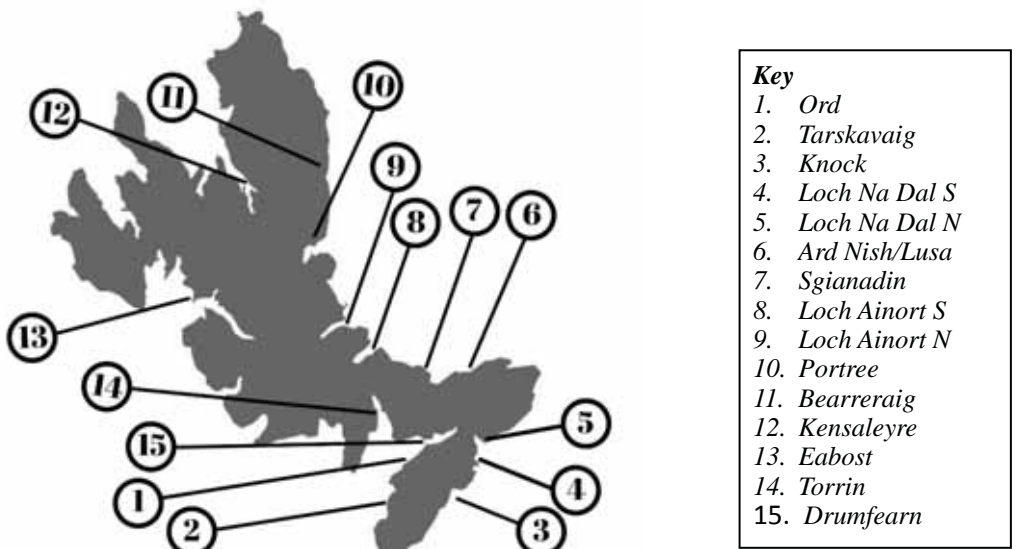 11
10
12
9
8
7
6
13
14
15
5
1
4
2
3
Key
1. Ord
2. Tarskavaig
3. Knock
4. Loch Na Dal S
5. Loch Na Dal N
6. Ard Nish/Lusa
7. Sgianadin
8. Loch Ainort S
9. Loch Ainort N
10. Portree
11. Bearreraig
12. Kensaleyre
13. Eabost
14. Torrin
15. Drumfearn